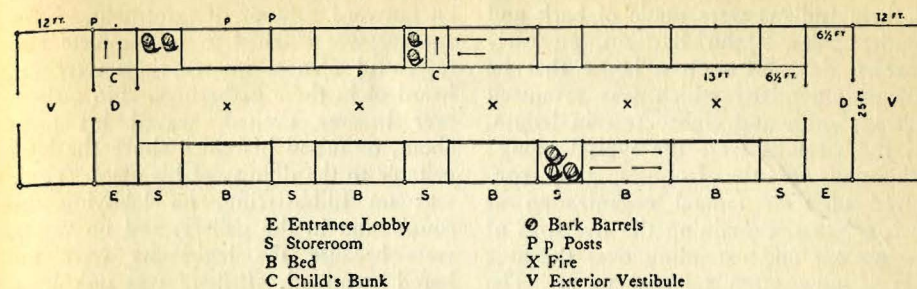 12 FT. P P P 12 FT.
6½ FT
C P C 13 FT 6½ FT.
V D X X X X X D 25 FT. V
E S B S B S B S B B S E
E Entrance Lobby
S Storeroom
B Bed
C Child's Bunk
Bark Barrels
P p Posts
X Fire
V Exterior Vestibule